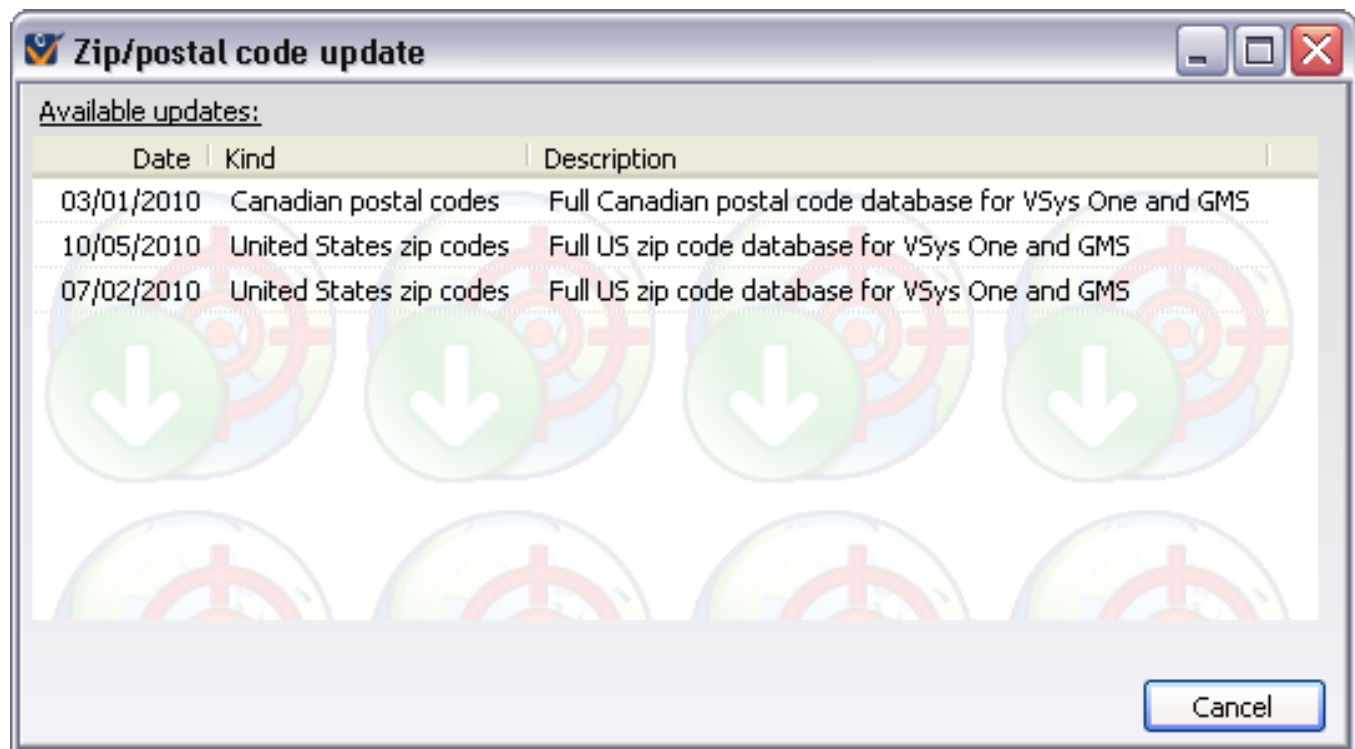 Zip/postal code update
Available updates:
Date Kind Description
03/01/2010 Canadian postal codes Full Canadian postal code database for VSys One and GMS
10/05/2010 United States zip codes Full US zip code database for VSys One and GMS
07/02/2010 United States zip codes Full US zip code database for VSys One and GMS
Cancel